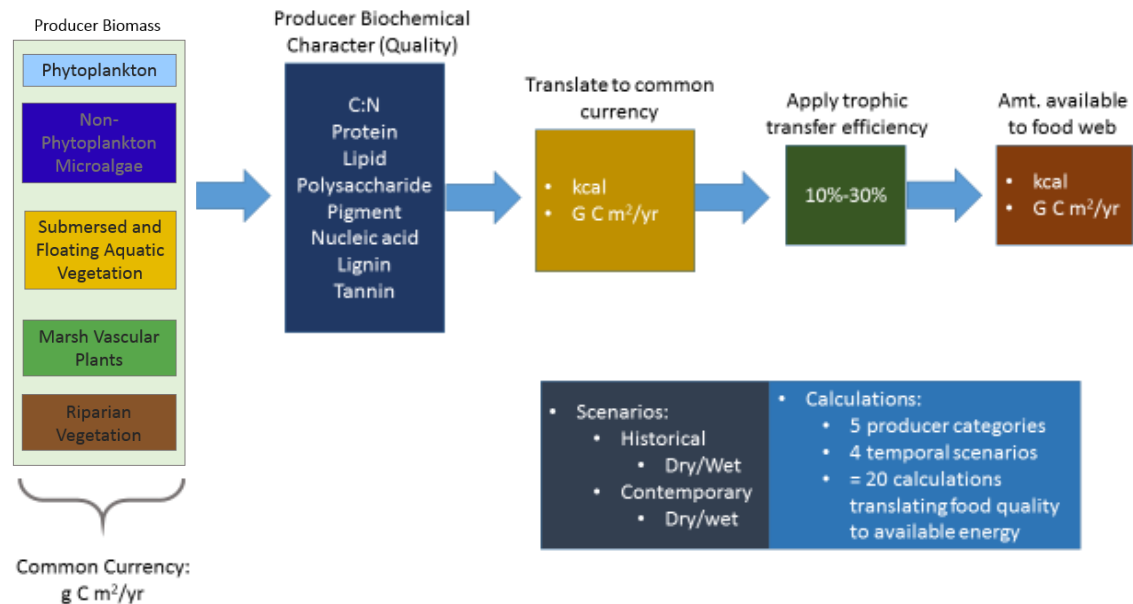 Producer Biomass
Phytoplankton
Non-
Phytoplankton
Microalgae
Submersed and
Floating Aquatic
Vegetation
Marsh Vascular
Plants
Riparian
Vegetation
Common Currency:
g C m²/yr
Producer Biochemical
Character (Quality)
C:N
Protein
Lipid
Polysaccharide
Pigment
Nucleic acid
Lignin
Tannin
Translate to common
currency
• kcal
• G C m²/yr
Apply trophic
transfer efficiency
10%-30%
Amt. available
to food web
• kcal
• G C m²/yr
• Scenarios:
• Historical
• Dry/Wet
• Contemporary
• Dry/wet
• Calculations:
• 5 producer categories
• 4 temporal scenarios
• = 20 calculations
translating food quality
to available energy